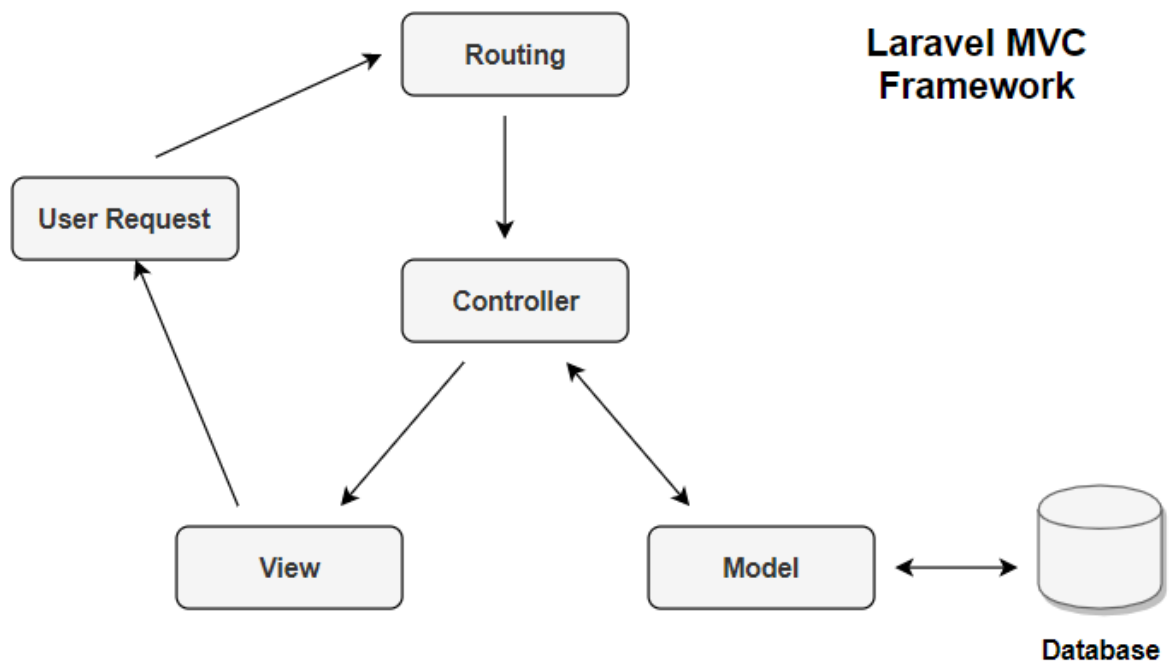 Laravel MVC
Framework
Routing
User Request
Controller
View
Model
Database